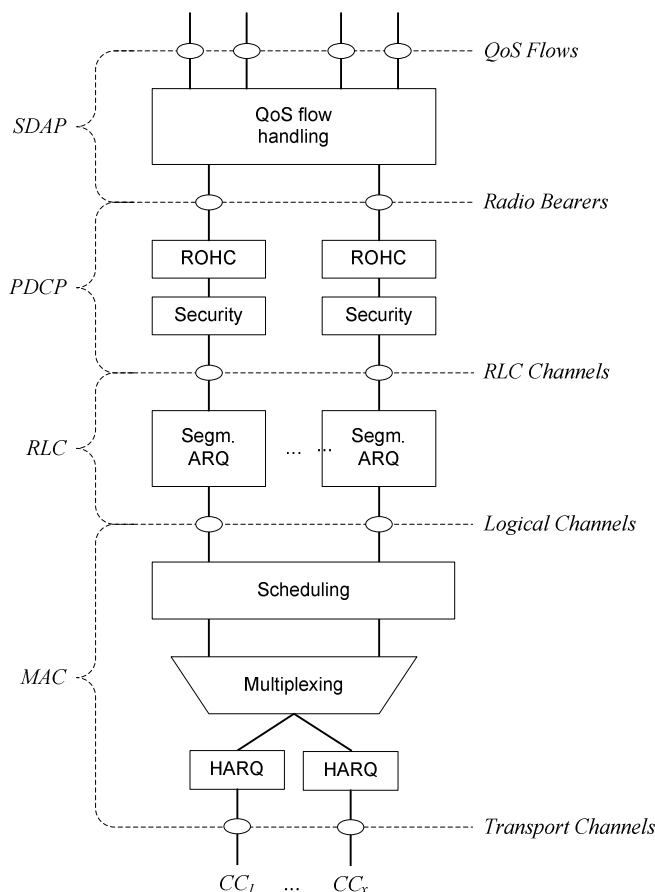 QoS Flows
QoS flow
handling
SDAP
Radio Bearers
ROHC
ROHC
PDCP
Security
Security
RLC Channels
Segm.
ARQ
... ...
Segm.
ARQ
RLC
Logical Channels
Scheduling
MAC
Multiplexing
HARQ
HARQ
Transport Channels
CC1 ... CCx